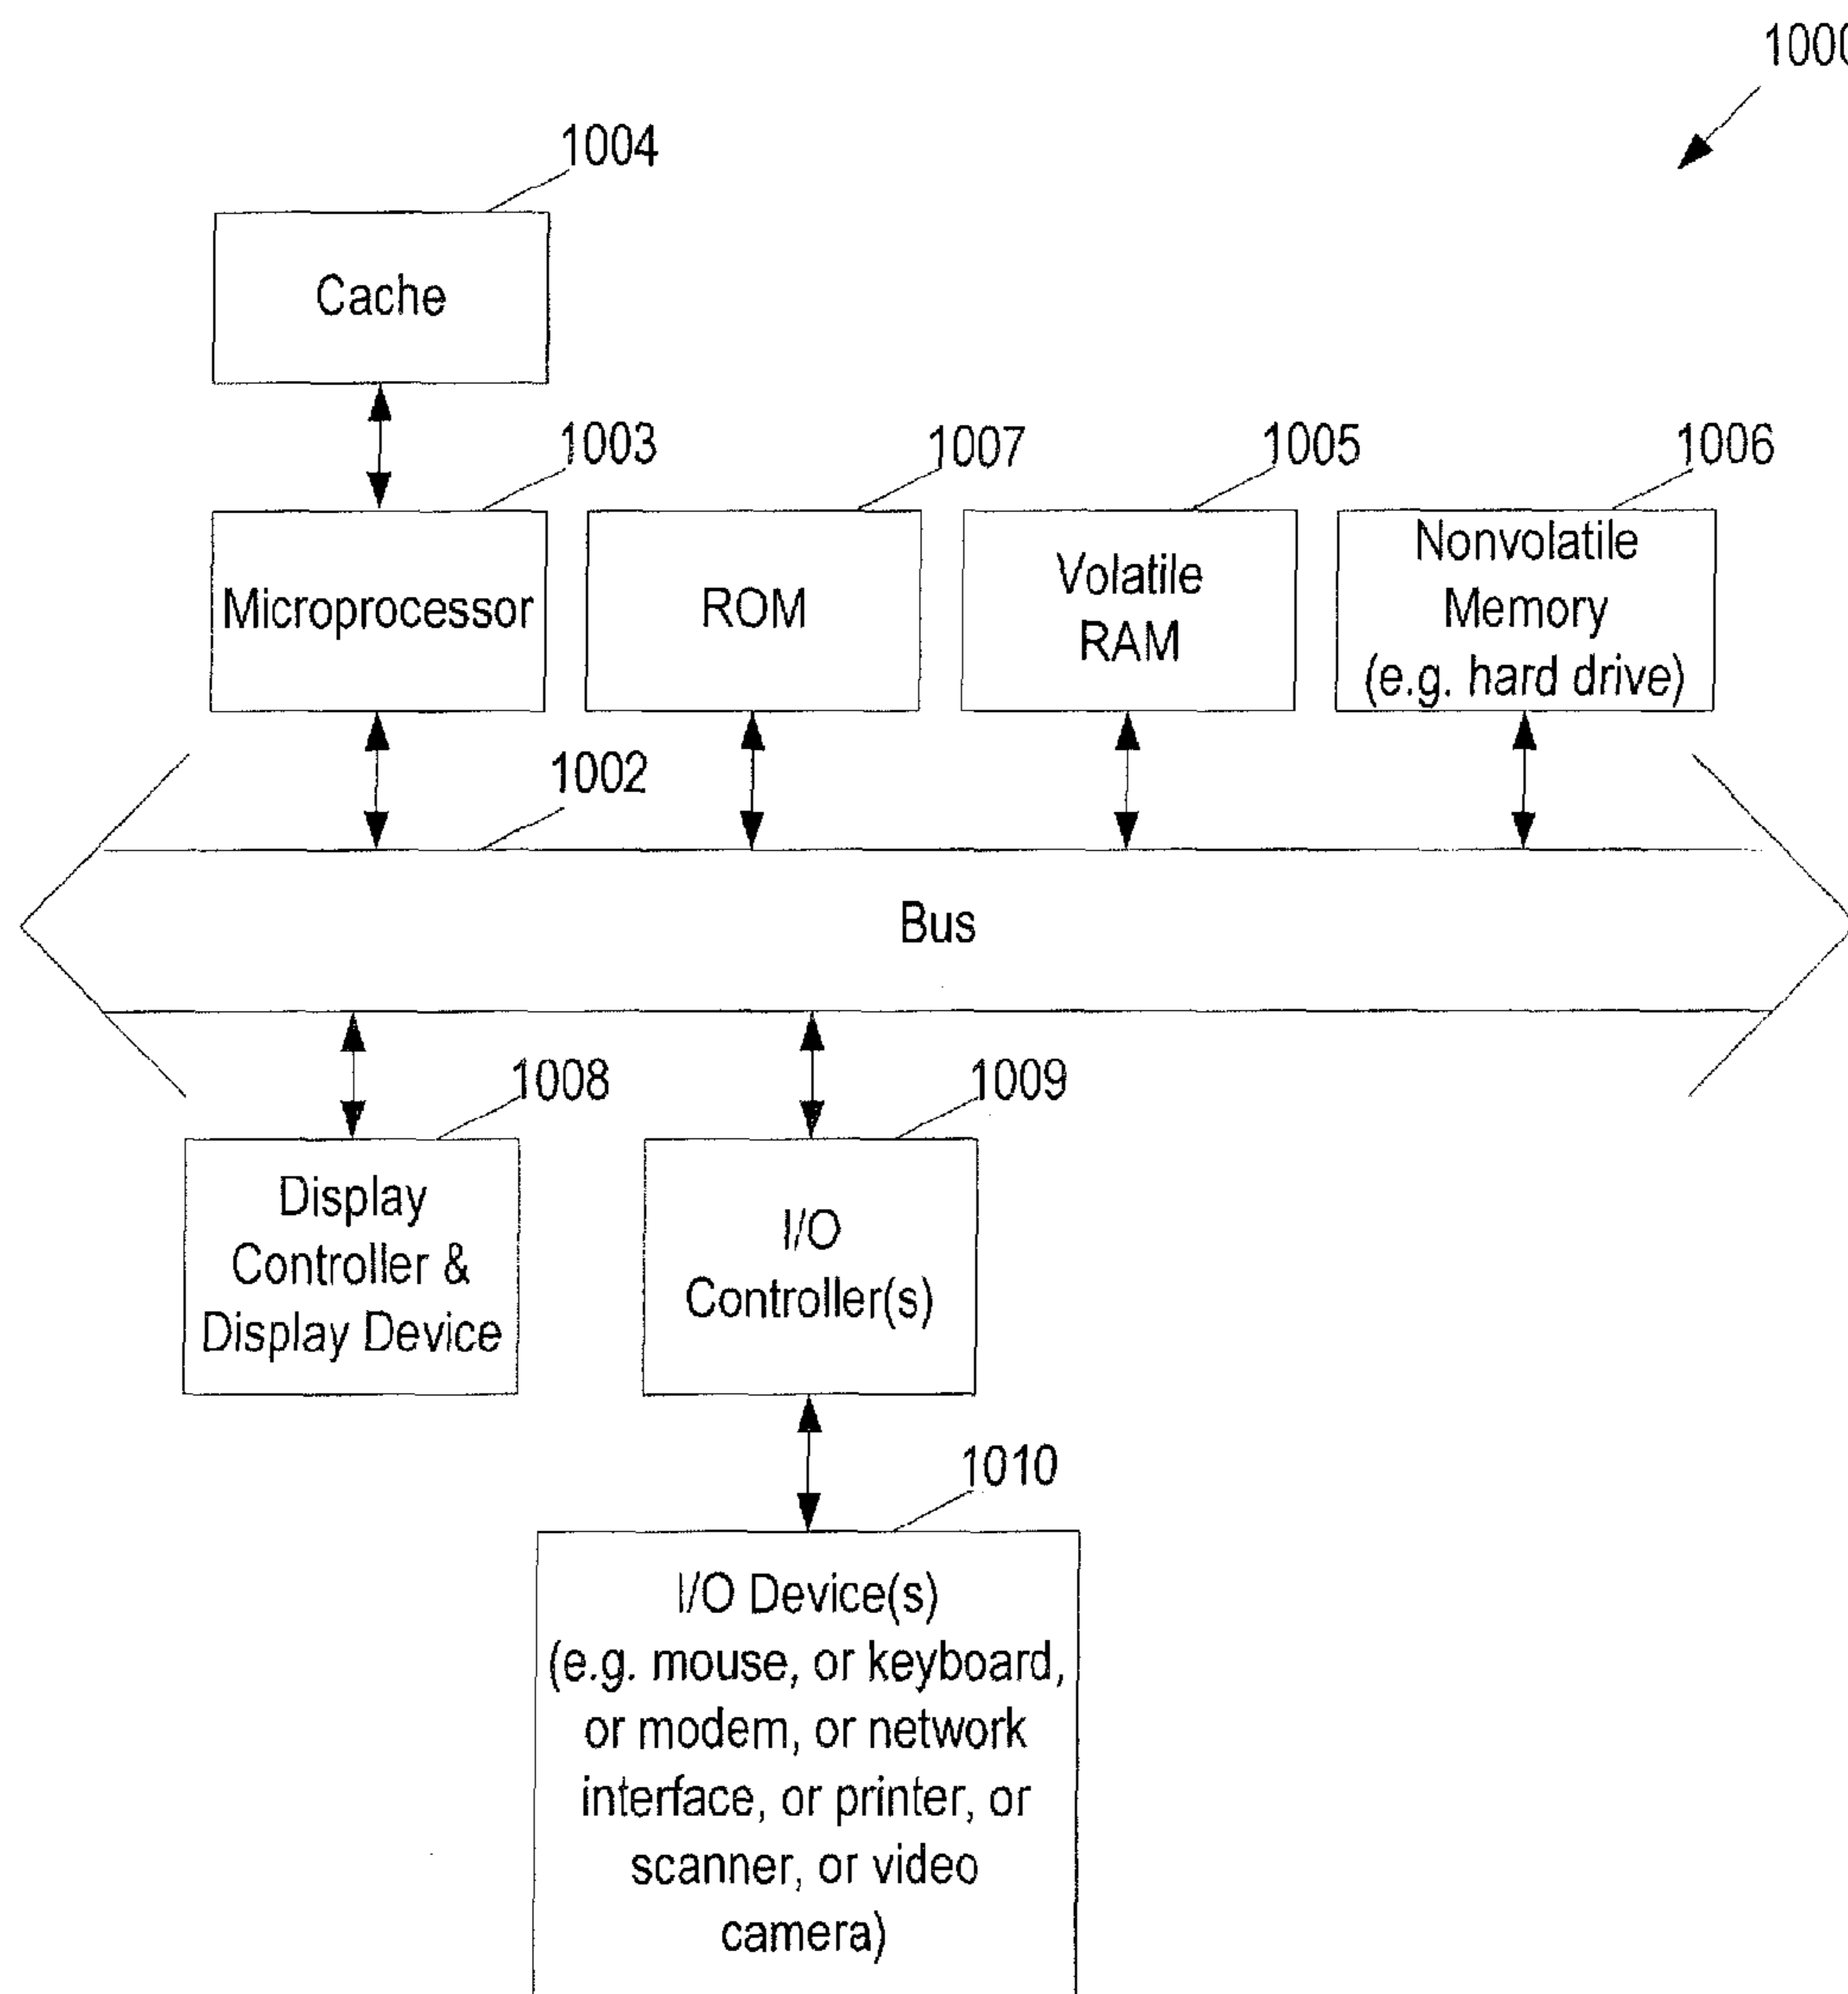 1000
1004
Cache
1003
1007
1005
1006
Microprocessor
ROM
Volatile
RAM
Nonvolatile
Memory
(e.g. hard drive)
1002
Bus
1008
1009
Display
Controller &
Display Device
I/O
Controller(s)
1010
I/O Device(s)
(e.g. mouse, or keyboard,
or modem, or network
interface, or printer, or
scanner, or video
camera)